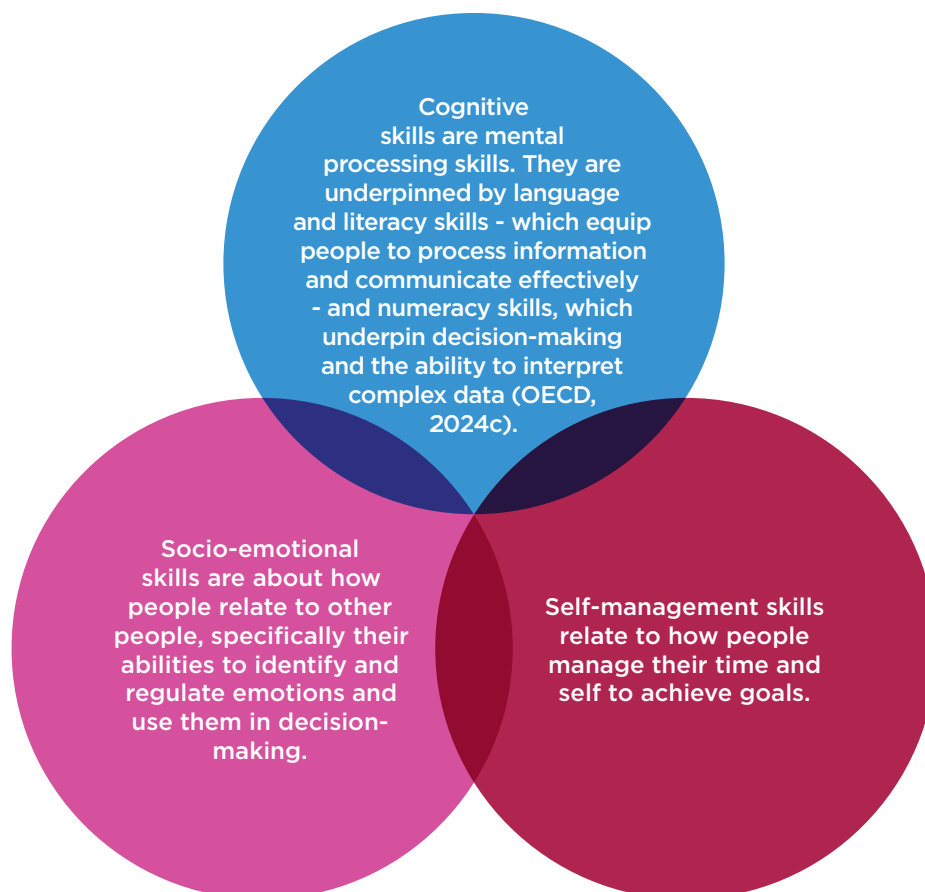 Cognitive
skills are mental
processing skills. They are
underpinned by language
and literacy skills - which equip
people to process information
and communicate effectively
- and numeracy skills, which
underpin decision-making
and the ability to interpret
complex data (OECD,
2024c).
Socio-emotional
skills are about how
people relate to other
people, specifically their
abilities to identify and
regulate emotions and
use them in decision-
making.
Self-management skills
relate to how people
manage their time and
self to achieve goals.